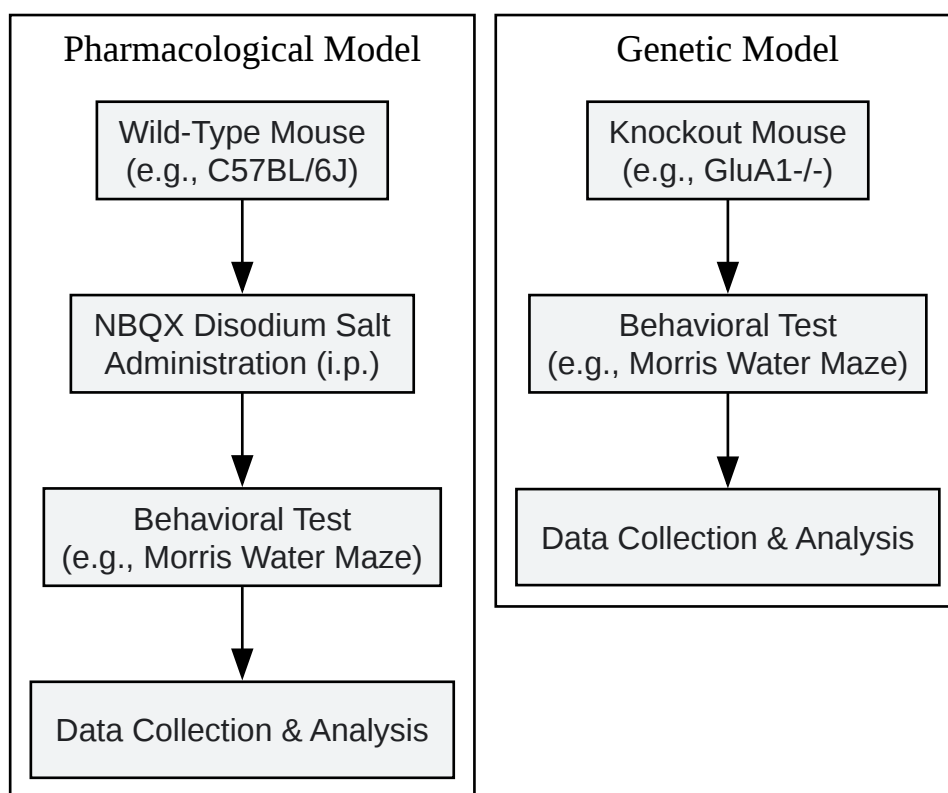 Pharmacological Model
Wild-Type Mouse
(e.g., C57BL/6J)
NBQX Disodium Salt
Administration (i.p.)
Behavioral Test
(e.g., Morris Water Maze)
Data Collection & Analysis
Genetic Model
Knockout Mouse
(e.g., GluA1-/-)
Behavioral Test
(e.g., Morris Water Maze)
Data Collection & Analysis